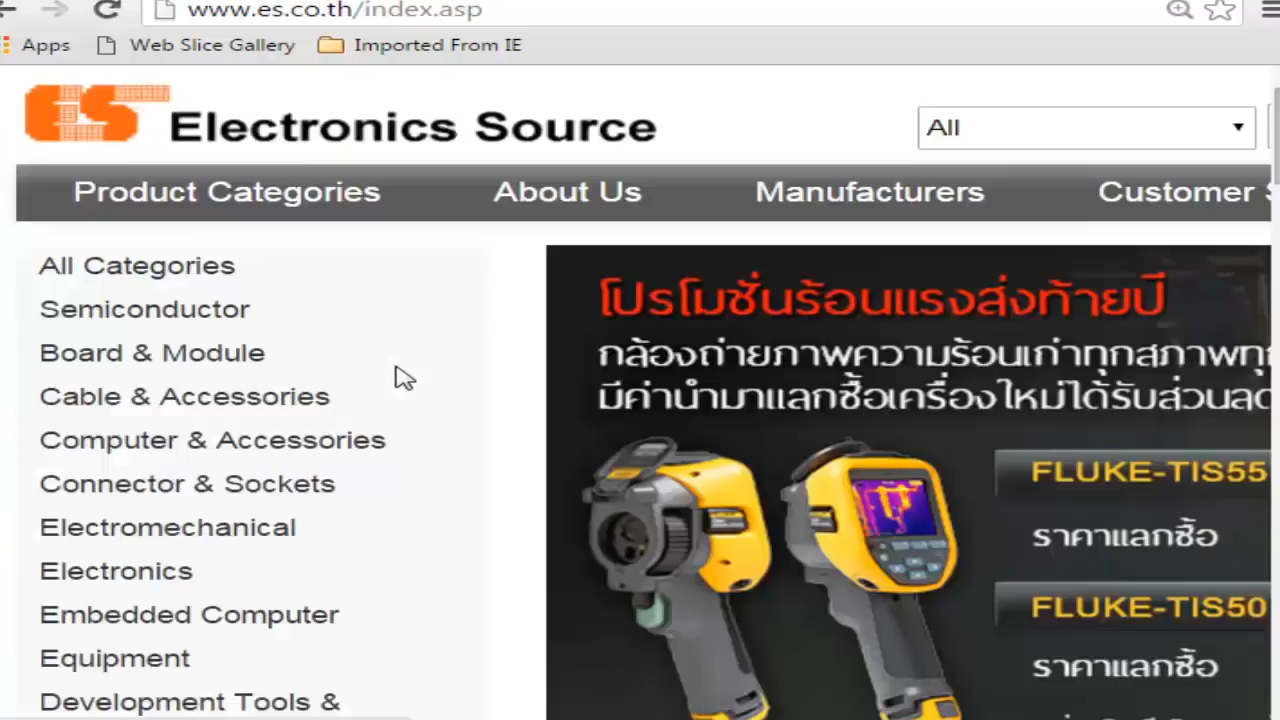 www.es.co.th/index.asp
Apps Web Slice Gallery Imported From IE
ES Electronics Source
All
Product Categories About Us Manufacturers Customer
All Categories
Semiconductor
Board & Module
Cable & Accessories
Computer & Accessories
Connector & Sockets
Electromechanical
Electronics
Embedded Computer
Equipment
Development Tools &
โปรโมชั่นร้อนแรงส่งท้ายปี
กล้องถ่ายภาพความร้อนเก่าทุกสภาพทุก
มีค่านำมาแลกซื้อเครื่องใหม่ได้รับส่วนลด
FLUKE-TIS55
ราคาแลกซื้อ
FLUKE-TIS50
ราคาแลกซื้อ